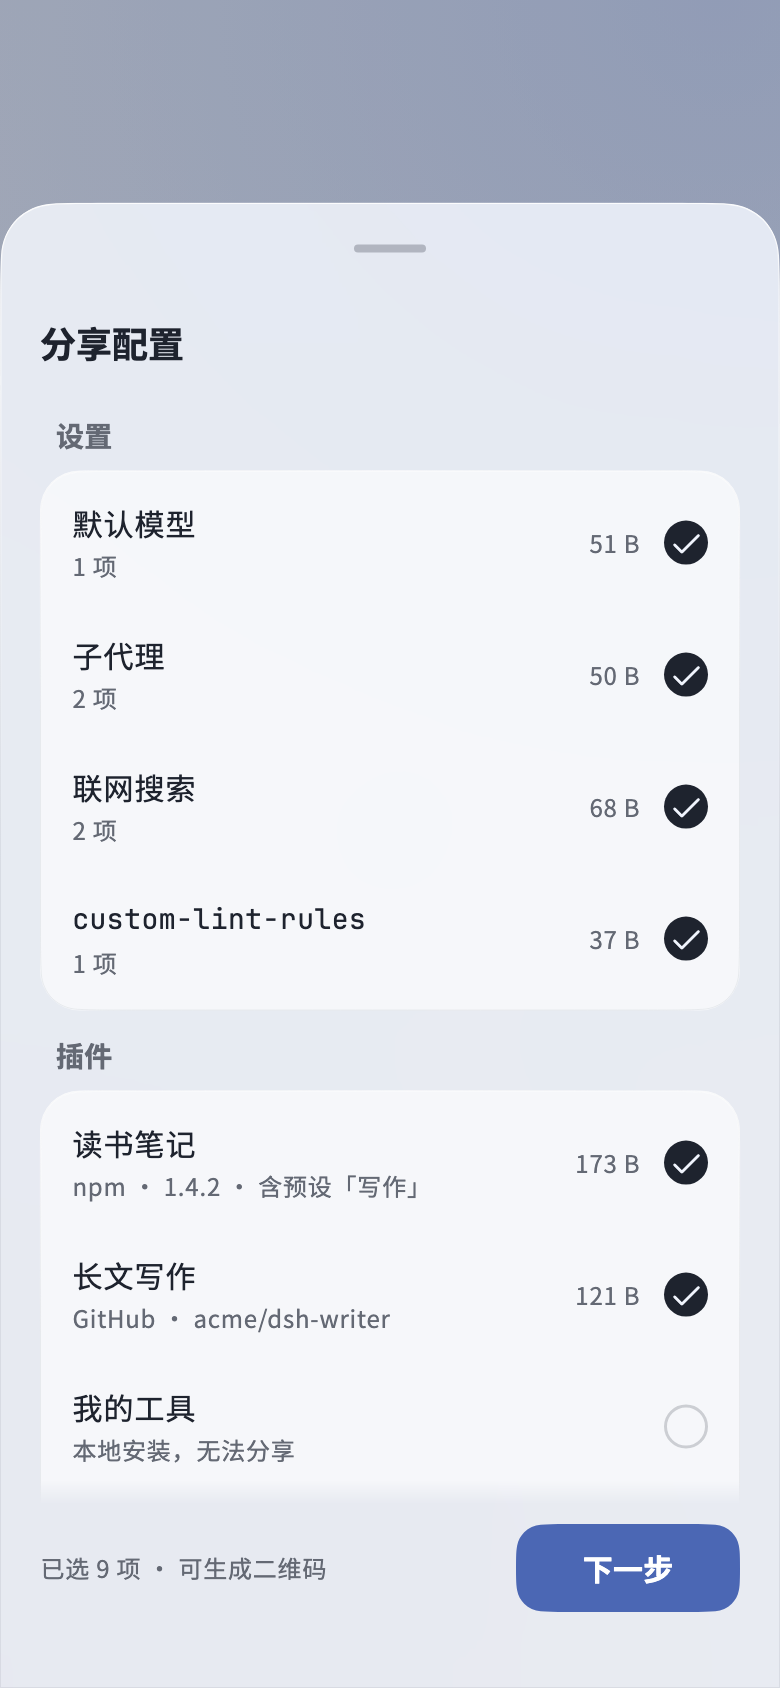 分享配置
设置
默认模型
1 项
51 B
子代理
2 项
50 B
联网搜索
2 项
68 B
custom-lint-rules
1 项
37 B
插件
读书笔记
npm • 1.4.2 • 含预设「写作」
173 B
长文写作
GitHub • acme/dsh-writer
121 B
我的工具
本地安装，无法分享
已选 9 项 • 可生成二维码
下一步